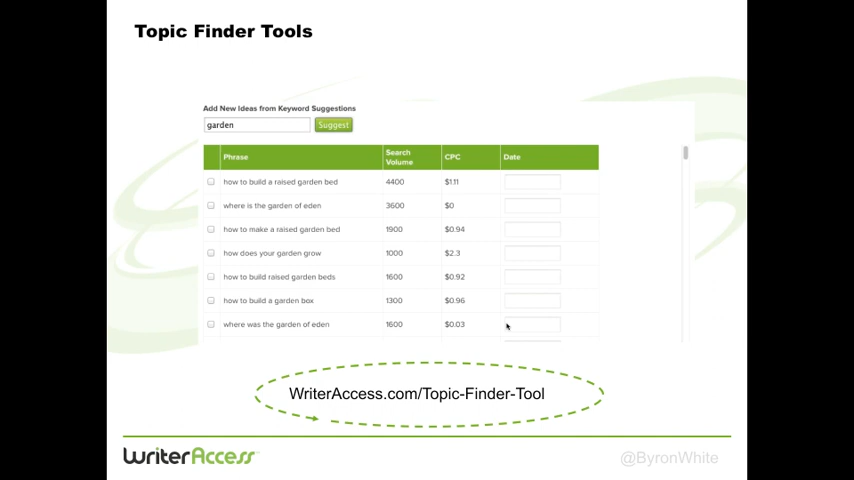 Topic Finder Tools
Add New Ideas from Keyword Suggestions
garden Suggest
Phrase Search Volume CPC Date
how to build a raised garden bed 4400 $1.11
where is the garden of eden 3600 $0
how to make a raised garden bed 1900 $0.94
how does your garden grow 1000 $2.3
how to build raised garden beds 1600 $0.92
how to build a garden box 1300 $0.96
where was the garden of eden 1600 $0.03
WriterAccess.com/Topic-Finder-Tool
WriterAccess
@ByronWhite